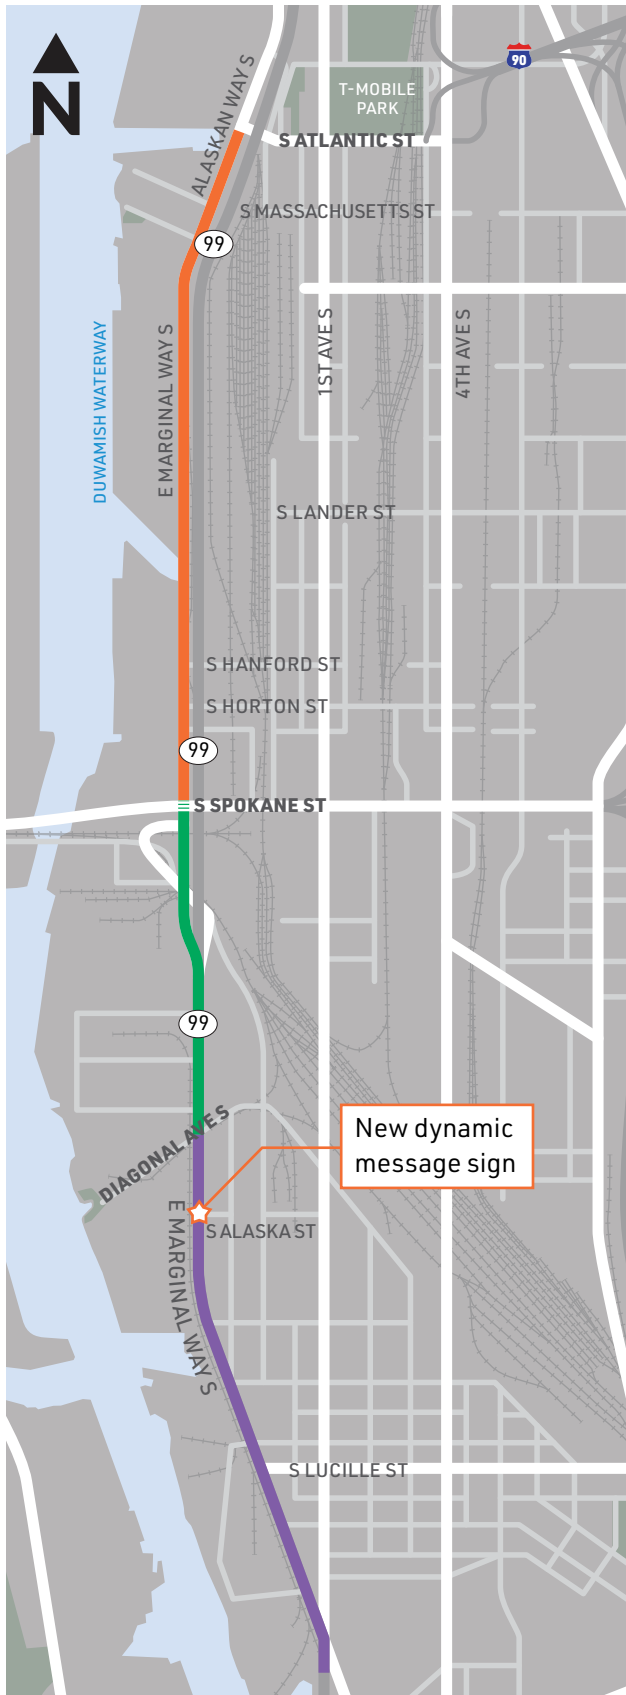 90
T-MOBILE
PARK
N
ALASKAN WAY S
S ATLANTIC ST
S MASSACHUSETTS ST
99
DUWAMISH WATERWAY
E MARGINAL WAY S
1ST AVE S
4TH AVE S
S LANDER ST
S HANFORD ST
S HORTON ST
99
S SPOKANE ST
99
DIAGONAL AVE S
New dynamic
message sign
E MARGINAL WAY S
S ALASKA ST
S LUCILLE ST